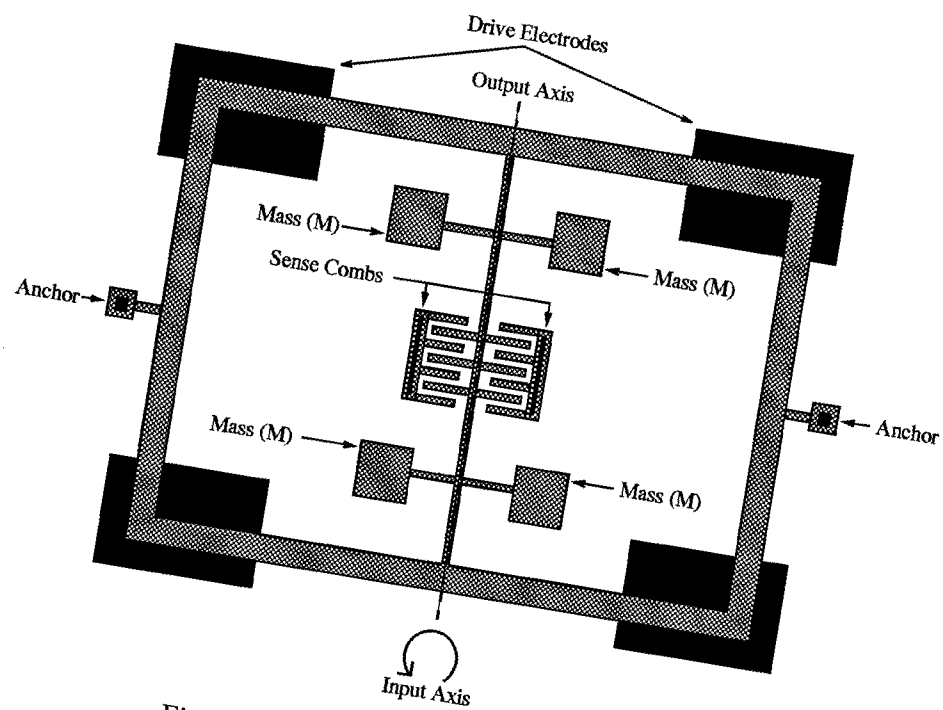 Drive Electrodes
Output Axis
Mass (M)
Mass (M)
Sense Combs
Anchor
Mass (M)
Anchor
Mass (M)
Input Axis